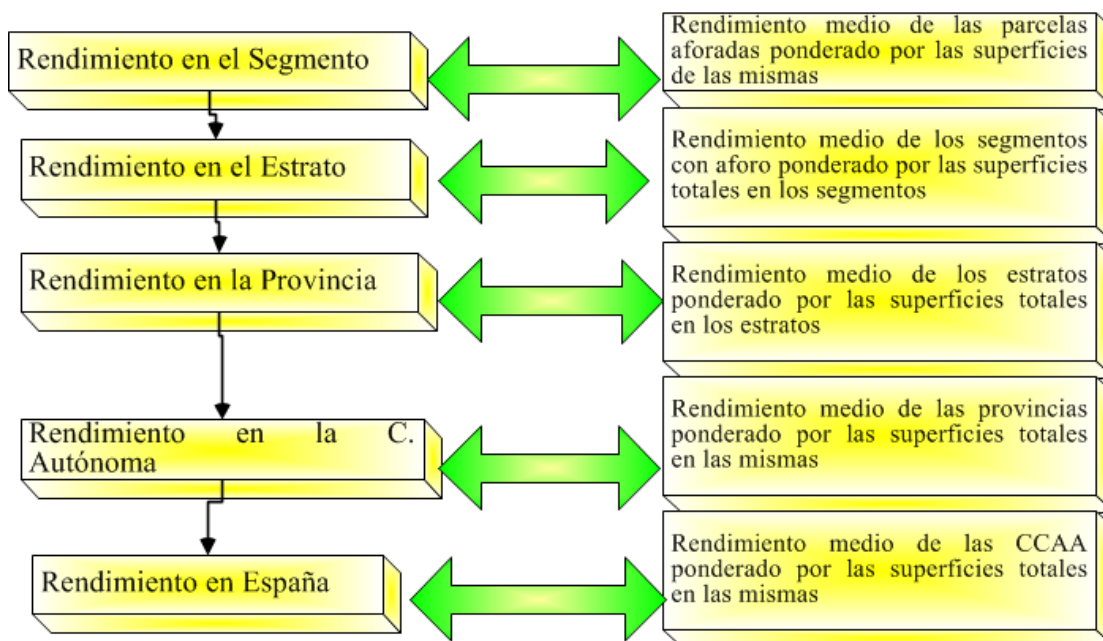 Rendimiento en el Segmento
Rendimiento medio de las parcelas
aforadas ponderado por las superficies
de las mismas
Rendimiento en el Estrato
Rendimiento medio de los segmentos
con aforo ponderado por las superficies
totales en los segmentos
Rendimiento en la Provincia
Rendimiento medio de los estratos
ponderado por las superficies totales
en los estratos
Rendimiento en la C.
Autónoma
Rendimiento medio de las provincias
ponderado por las superficies totales
en las mismas
Rendimiento en España
Rendimiento medio de las CCAA
ponderado por las superficies totales
en las mismas